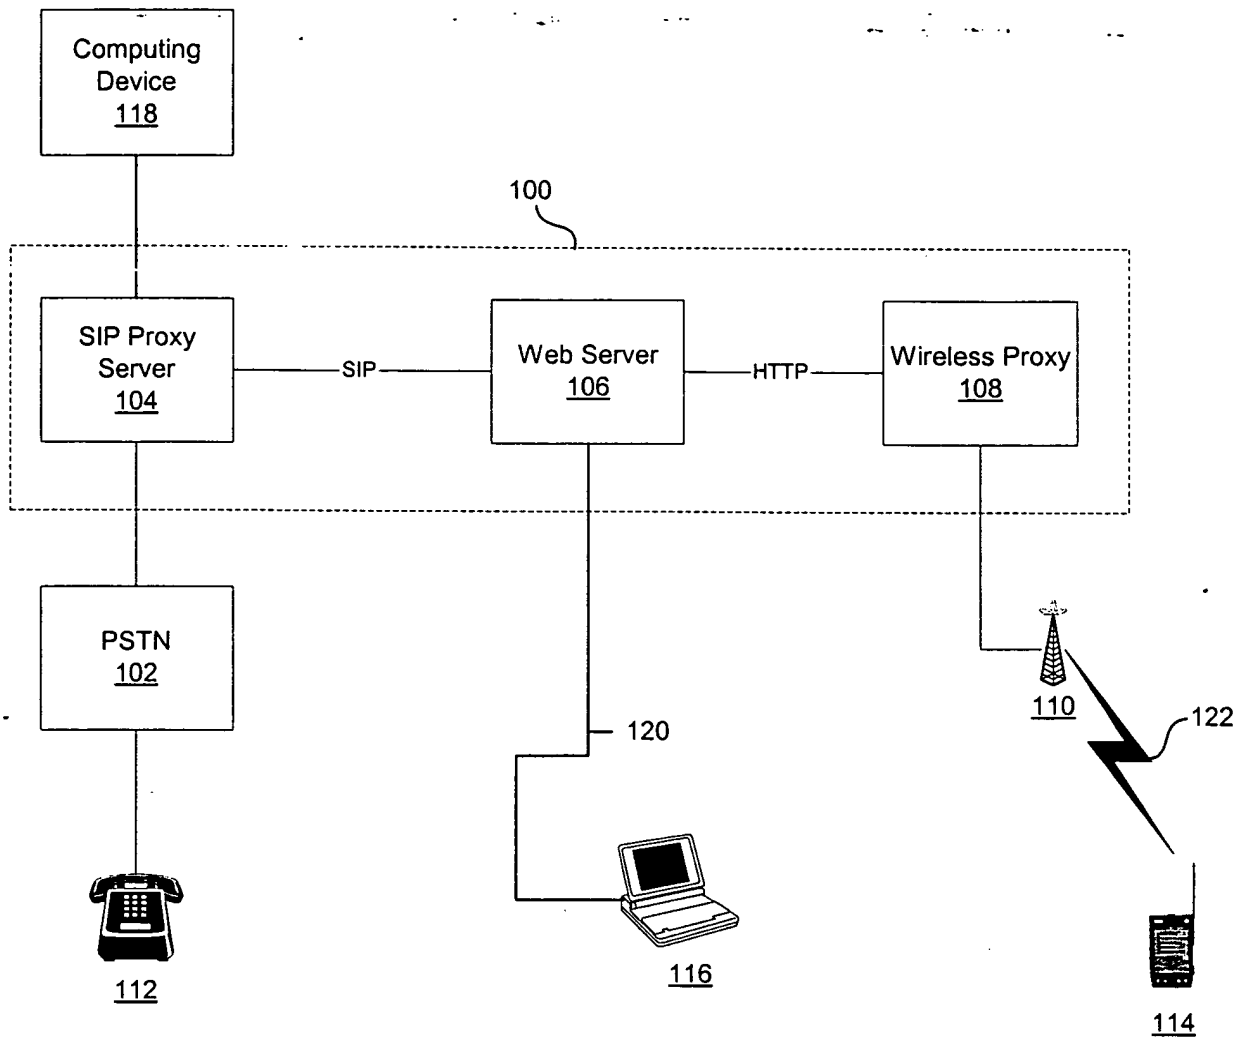 Computing
Device
118
100
SIP Proxy
Server
104
SIP
Web Server
106
HTTP
Wireless Proxy
108
PSTN
102
110
122
120
112
116
114